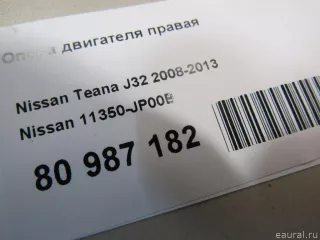 Опора двигателя правая
Nissan Teana J32 2008-2013
Nissan 11350-JP00B
80 987 182
eaural.ru